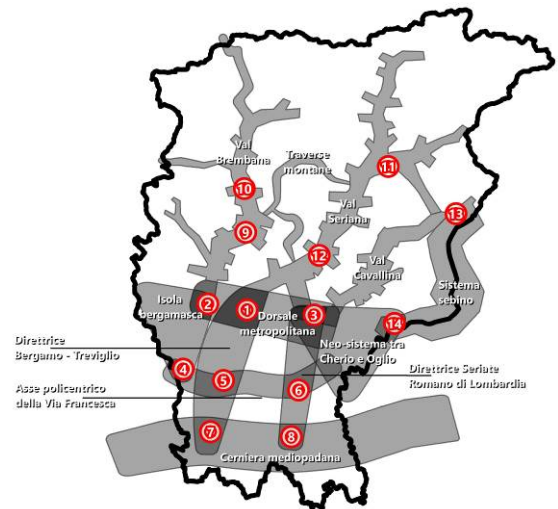 Val
Brembana
Traverse
montane
11
10
Val
Seriana
13
9
12
Val
Cavallina
Sistema
sebino
Isola
bergamasca
2
1
3
Dorsale
metropolitana
14
Direttrice
Bergamo - Treviglio
Neo-sistema tra
Cherio e Oglio
4
5
6
Direttrice Seriate
Romano di Lombardia
Asse policentrico
della Via Francesca
7
8
Cerniera mediopadana